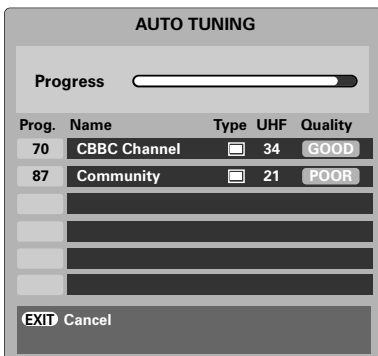 AUTO TUNING
Progress
Prog. Name Type UHF Quality
70 CBBC Channel 34 GOOD
87 Community 21 POOR
EXIT Cancel